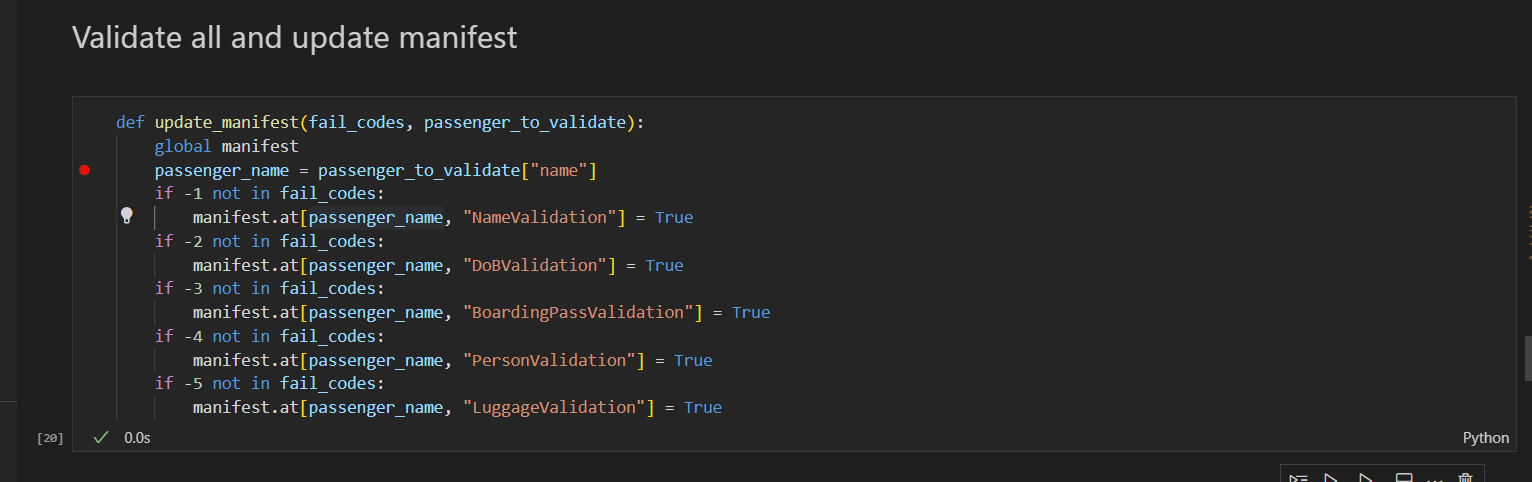 Validate all and update manifest
def update_manifest(fail_codes, passenger_to_validate):
global manifest
passenger_name = passenger_to_validate["name"]
if -1 not in fail_codes:
manifest.at[passenger_name, "NameValidation"] = True
if -2 not in fail_codes:
manifest.at[passenger_name, "DoBValidation"] = True
if -3 not in fail_codes:
manifest.at[passenger_name, "BoardingPassValidation"] = True
if -4 not in fail_codes:
manifest.at[passenger_name, "PersonValidation"] = True
if -5 not in fail_codes:
manifest.at[passenger_name, "LuggageValidation"] = True
[20] 0.0s Python